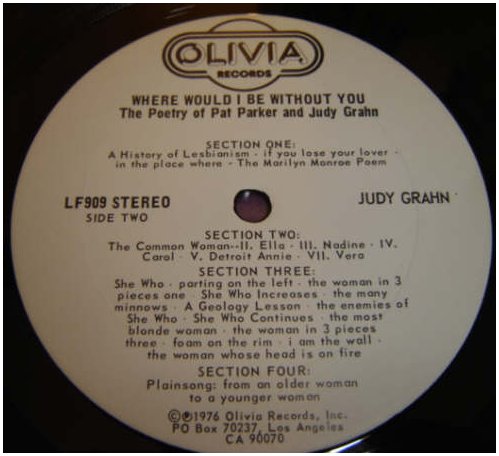 OLIVIA
RECORDS
WHERE WOULD I BE WITHOUT YOU
The Poetry of Pat Parker and Judy Grahn
SECTION ONE:
A History of Lesbianism · if you lose your lover ·
in the place where · The Marilyn Monroe Poem
LF909 STEREO
SIDE TWO
JUDY GRAHN
SECTION TWO:
The Common Woman--II. Ella · III. Nadine · IV.
Carol · V. Detroit Annie · VII. Vera
SECTION THREE:
She Who · parting on the left · the woman in 3
pieces one · She Who Increases · the many
minnows · A Geology Lesson · the enemies of
She Who · She Who Continues · the most
blonde woman · the woman in 3 pieces
three · foam on the rim · i am the wall ·
the woman whose head is on fire
SECTION FOUR:
Plainsong: from an older woman
to a younger woman
©℗1976 Olivia Records, Inc.
PO Box 70237, Los Angeles
CA 90070